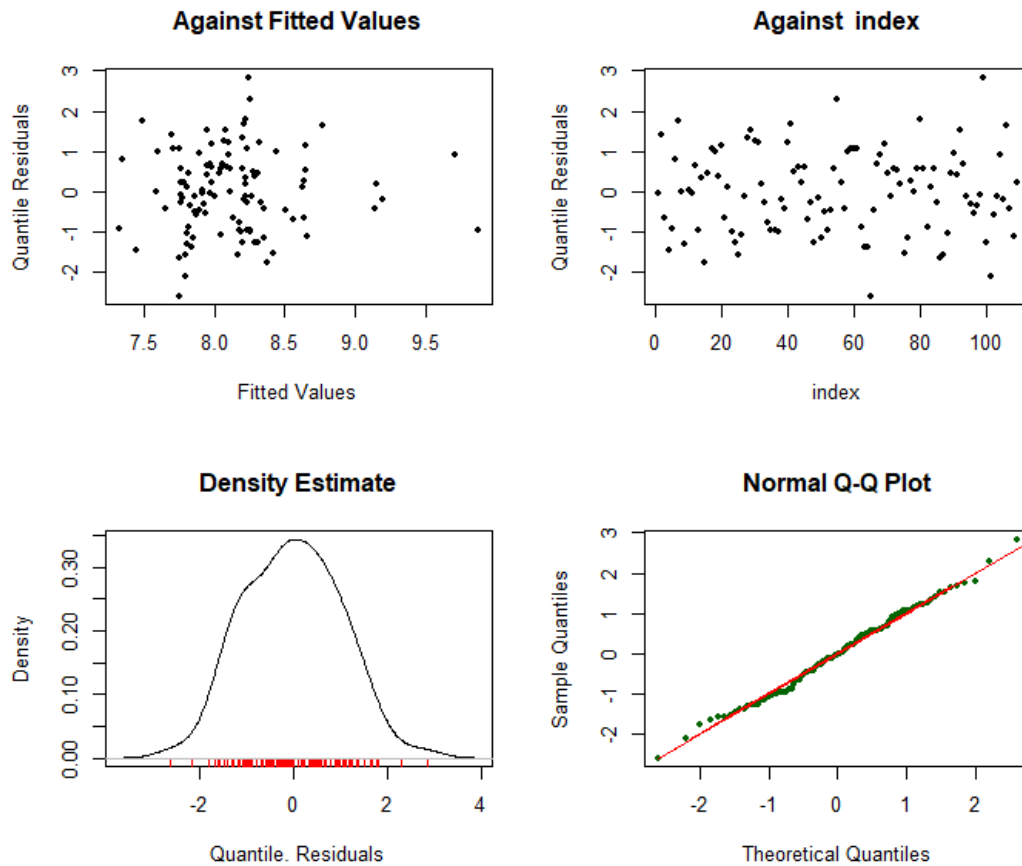 Against Fitted Values
Quantile Residuals
3
2
1
0
-1
-2
7.5 8.0 8.5 9.0 9.5
Fitted Values
Against index
Quantile Residuals
3
2
1
0
-1
-2
0 20 40 60 80 100
index
Density Estimate
Density
0.30
0.20
0.10
0.00
-2 0 2 4
Quantile. Residuals
Normal Q-Q Plot
Sample Quantiles
3
2
1
0
-1
-2
-2 -1 0 1 2
Theoretical Quantiles